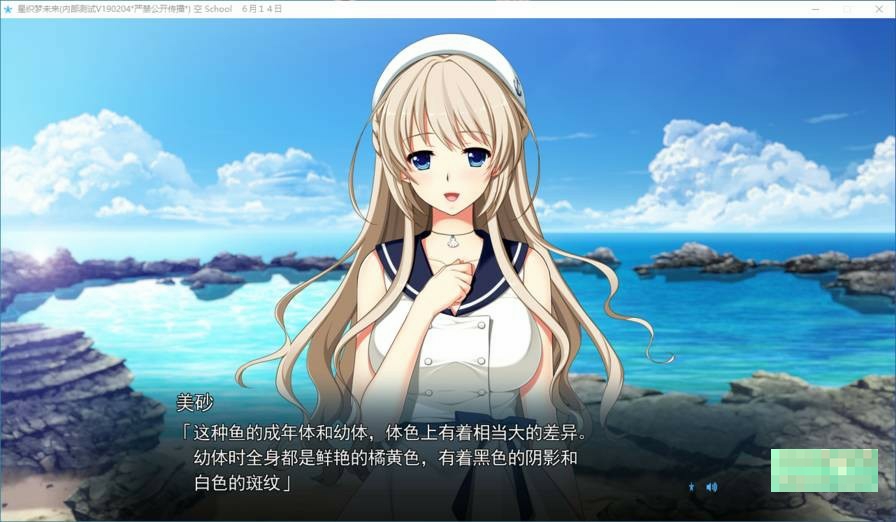 星织梦未来(内部测试V190204*严禁公开传播*) 空 School 6月14日
美砂
「这种鱼的成年体和幼体，体色上有着相当大的差异。
幼体时全身都是鲜艳的橘黄色，有着黑色的阴影和
白色的斑纹」